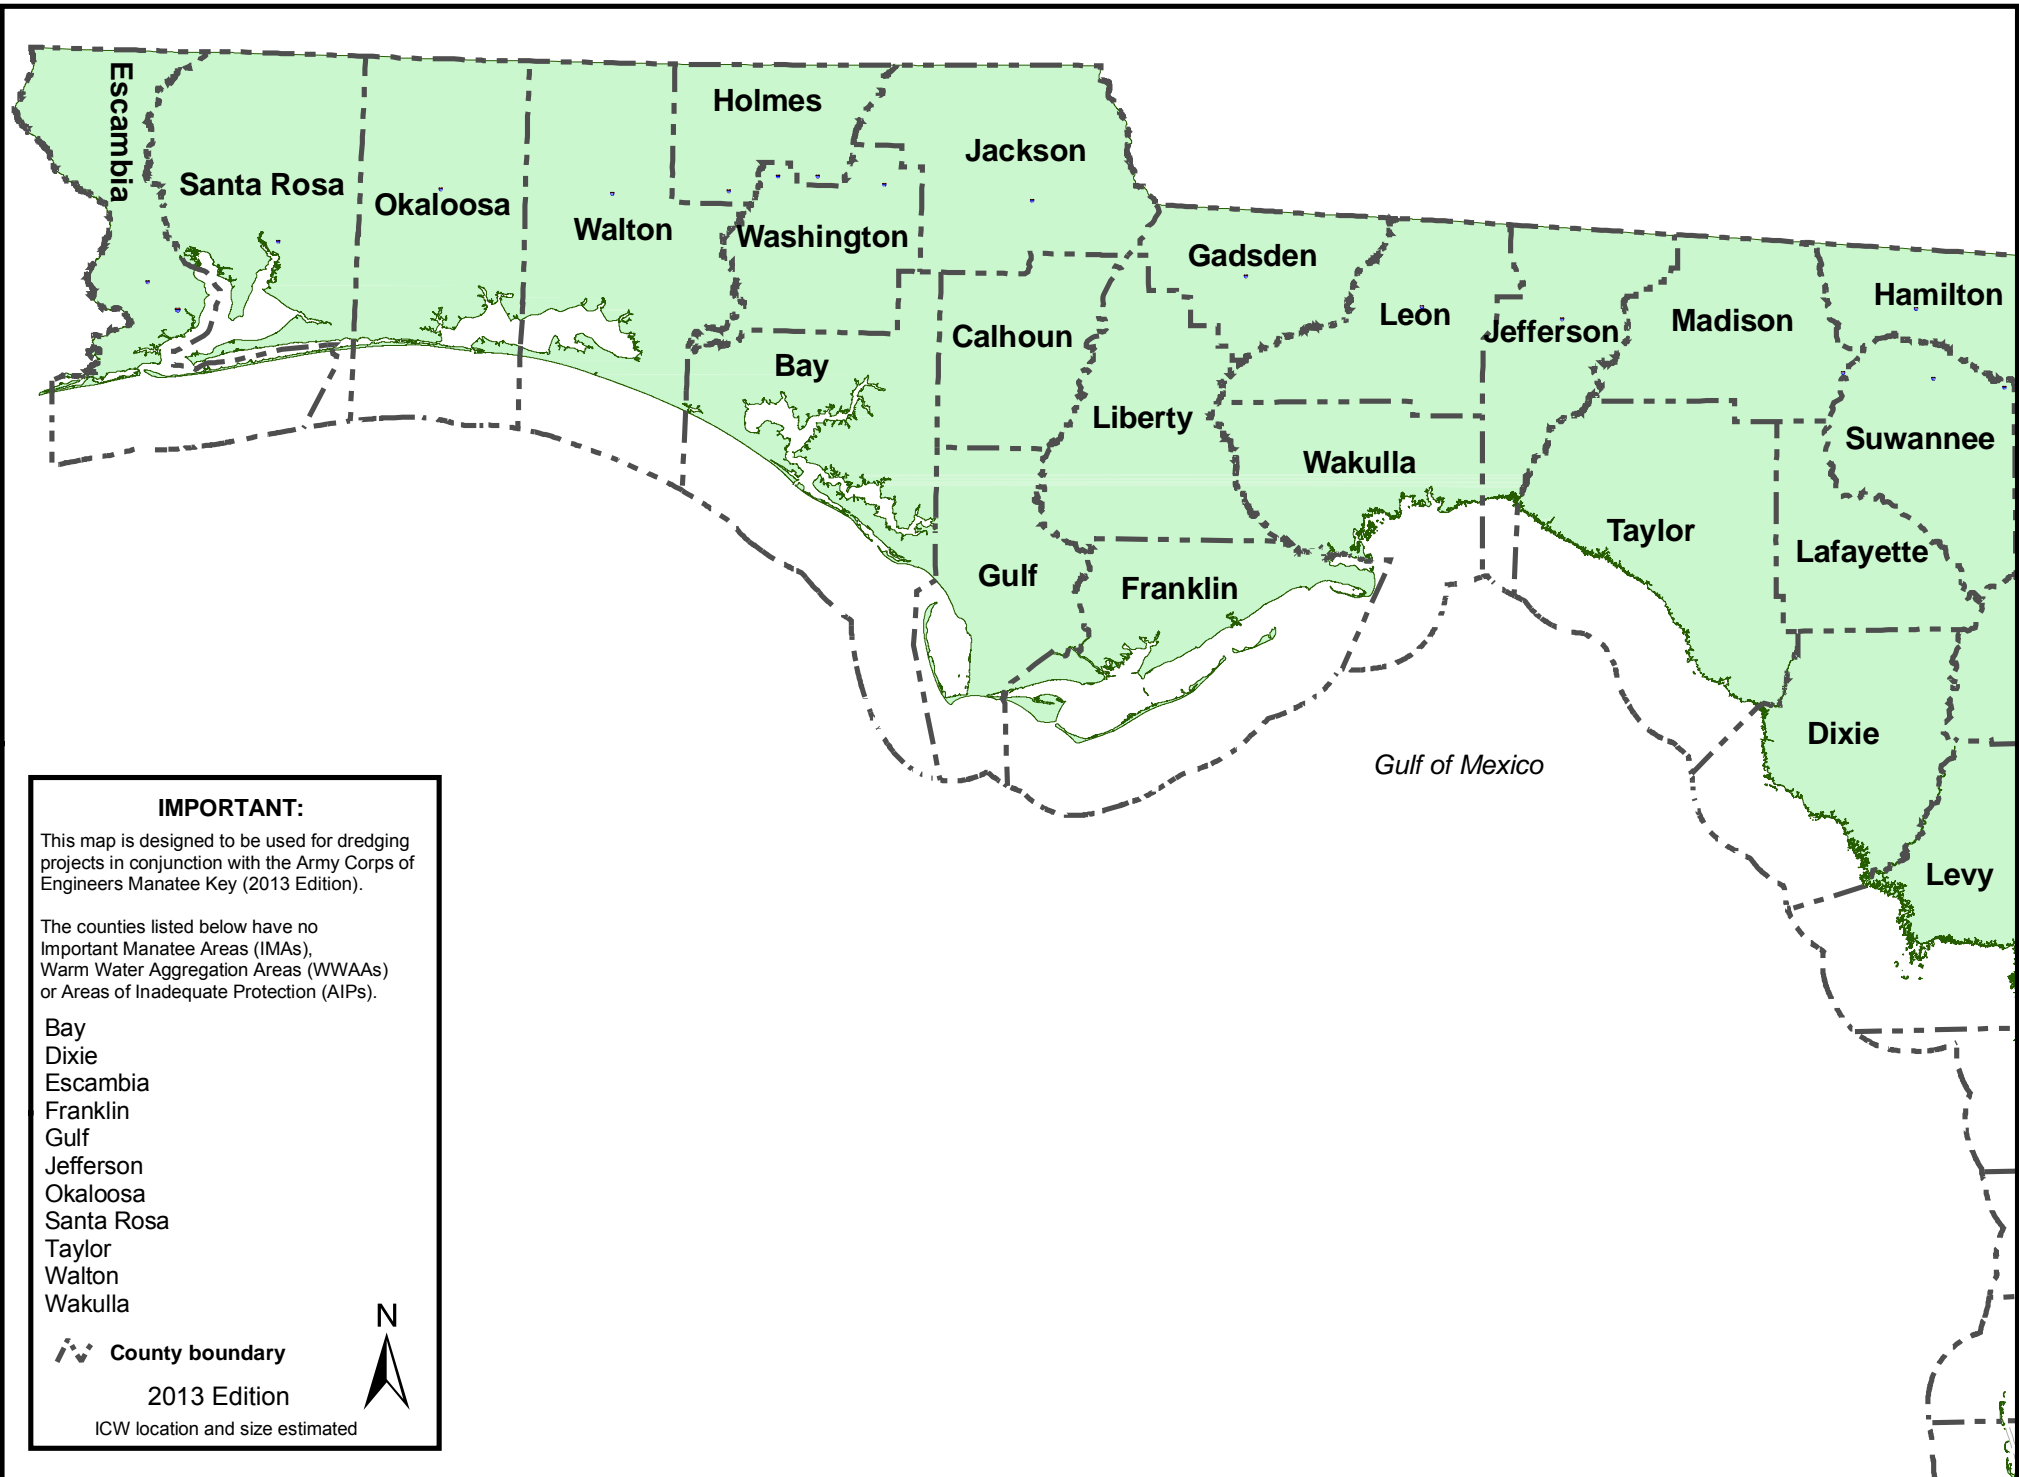 Escambia
Santa Rosa
Okaloosa
Walton
Holmes
Washington
Bay
Jackson
Calhoun
Gulf
Liberty
Franklin
Gadsden
Leon
Wakulla
Jefferson
Madison
Taylor
Hamilton
Suwannee
Lafayette
Dixie
Levy
Gulf of Mexico
IMPORTANT:
This map is designed to be used for dredging
projects in conjunction with the Army Corps of
Engineers Manatee Key (2013 Edition).
The counties listed below have no
Important Manatee Areas (IMAs),
Warm Water Aggregation Areas (WWAAs)
or Areas of Inadequate Protection (AIPs).
Bay
Dixie
Escambia
Franklin
Gulf
Jefferson
Okaloosa
Santa Rosa
Taylor
Walton
Wakulla
N
County boundary
2013 Edition
ICW location and size estimated